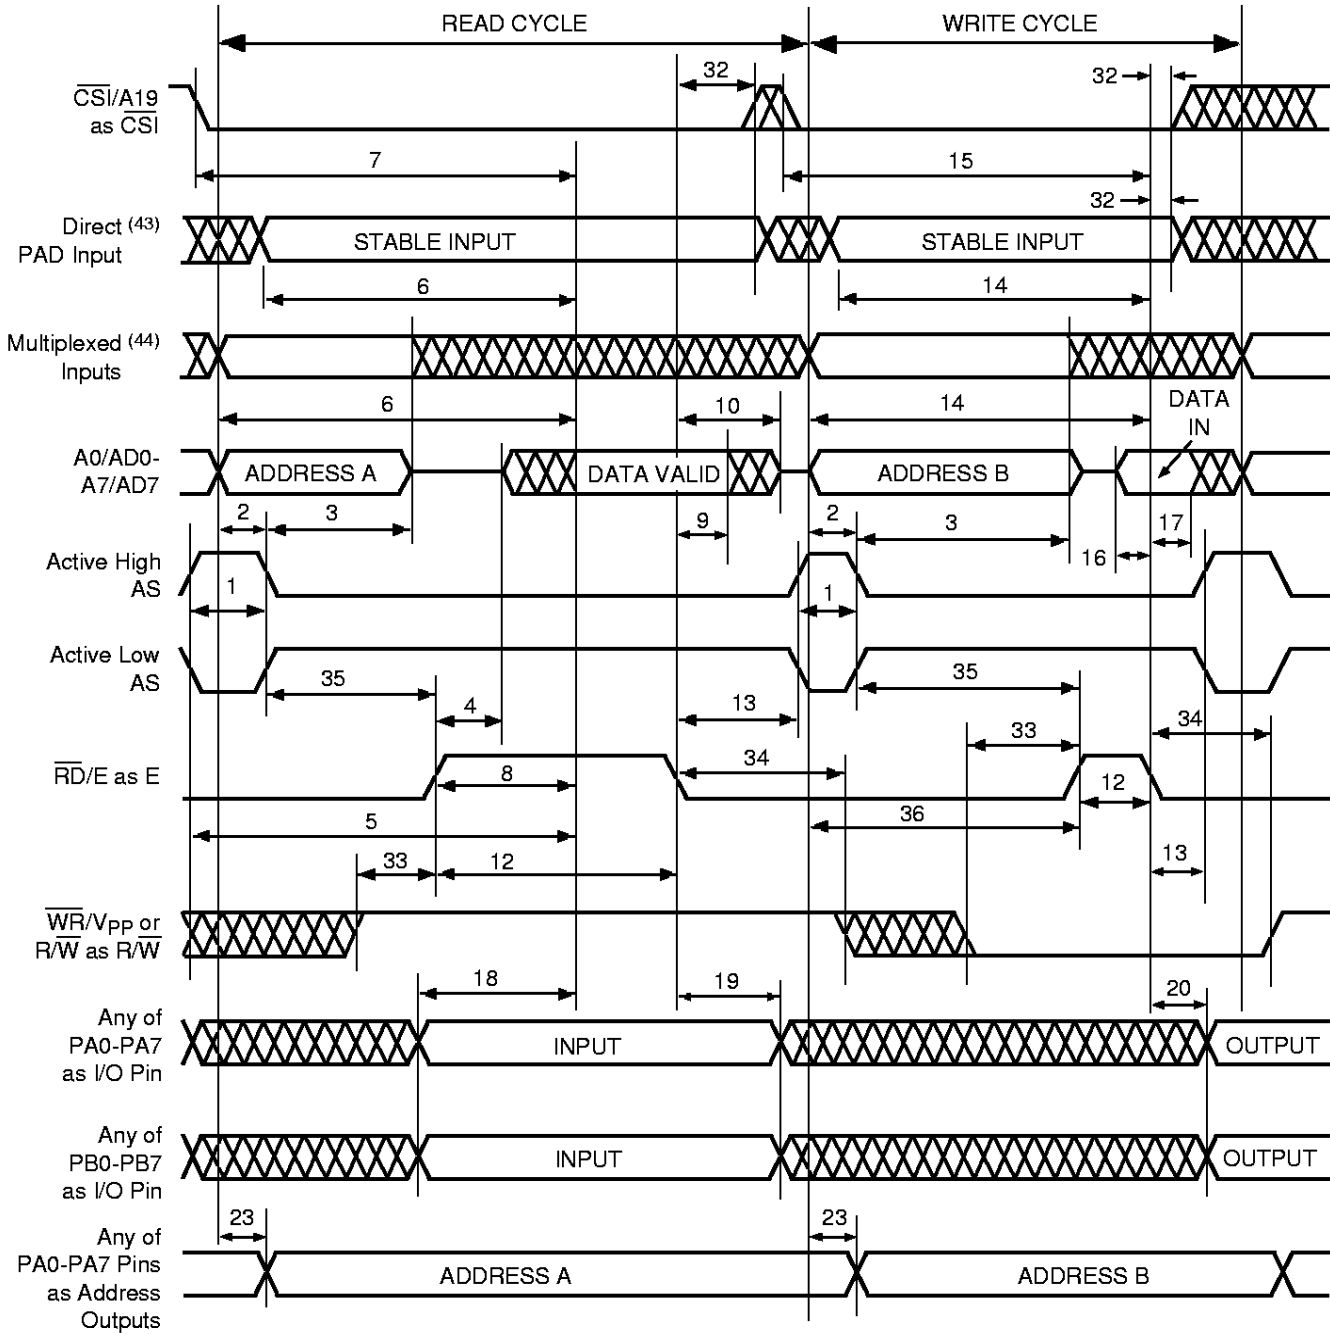 READ CYCLE
WRITE CYCLE
32
32
CSI/A19
as CSI
7
15
32
Direct (43)
PAD Input
STABLE INPUT
STABLE INPUT
6
14
Multiplexed (44)
Inputs
6
10
14
DATA
IN
A0/AD0-
A7/AD7
ADDRESS A
DATA VALID
ADDRESS B
2
3
9
2
3
17
16
Active High
AS
1
1
Active Low
AS
35
35
4
13
34
33
RD/E as E
34
8
12
5
36
33
12
13
WR/VPP or
R/W as R/W
18
19
20
Any of
PA0-PA7
as I/O Pin
INPUT
OUTPUT
Any of
PB0-PB7
as I/O Pin
INPUT
OUTPUT
23
23
Any of
PA0-PA7 Pins
as Address
Outputs
ADDRESS A
ADDRESS B